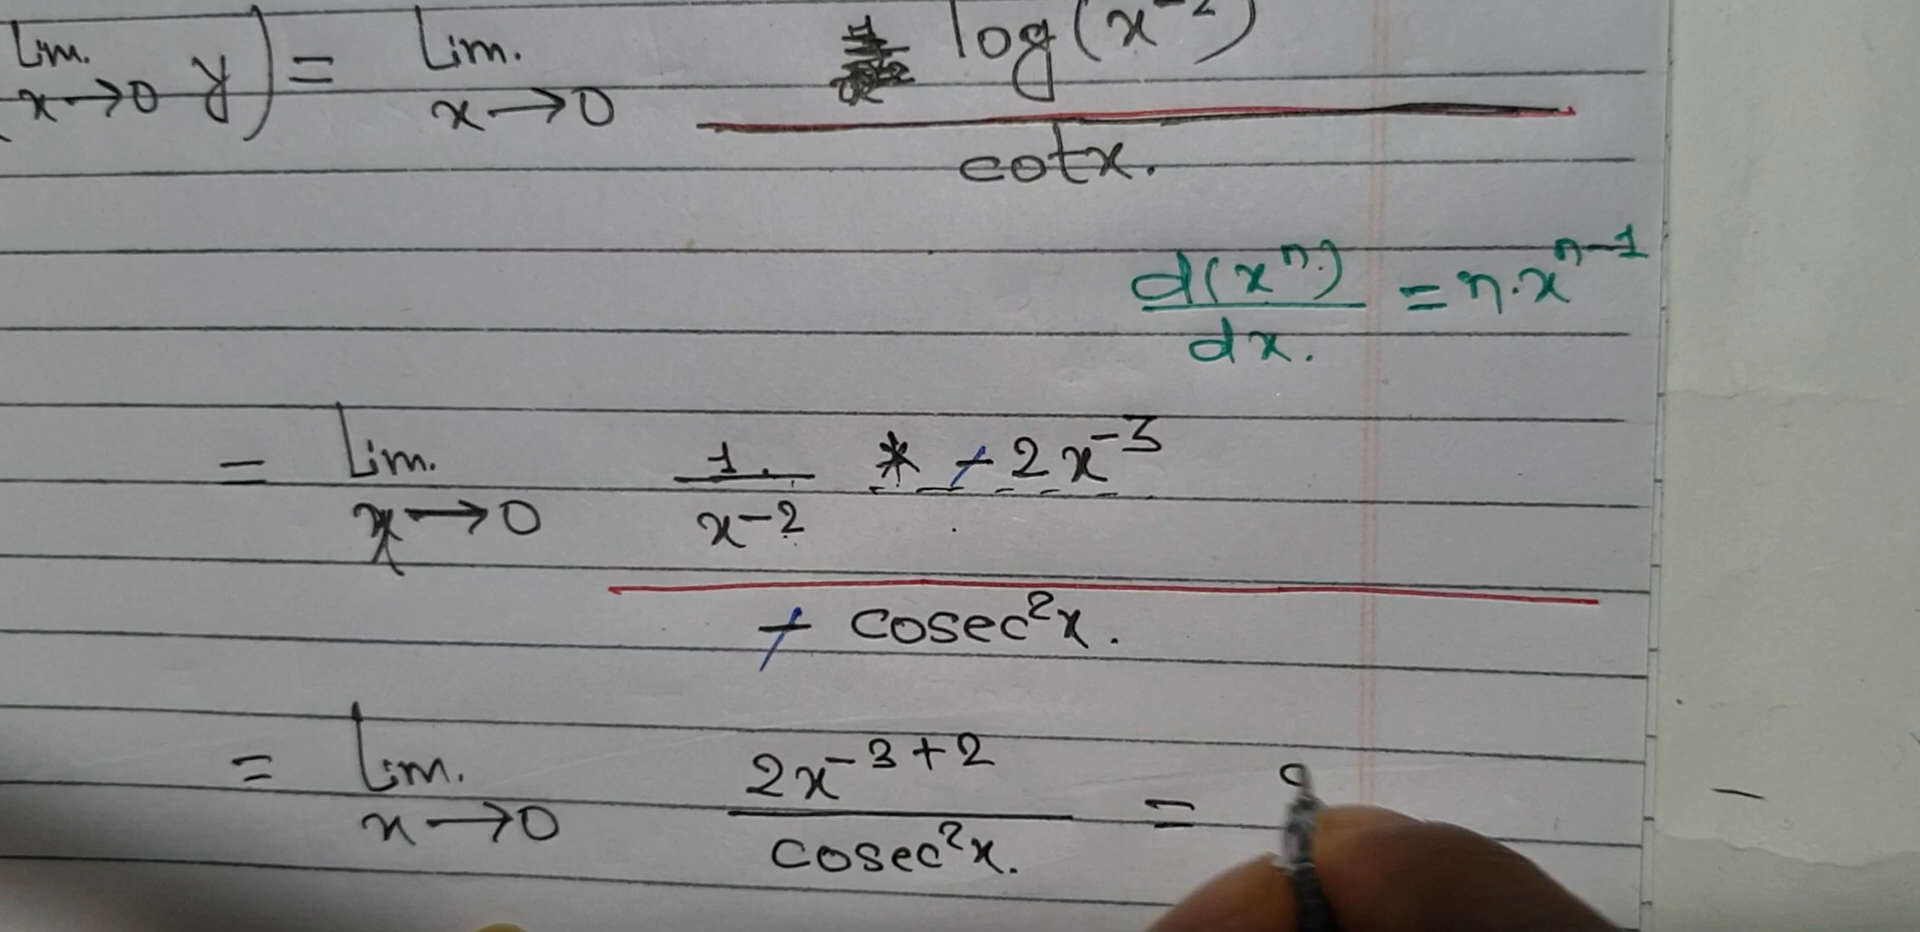 Lim. x→0 y) = Lim. x→0 log(x⁻²) / cotx.
d(xⁿ.) / dx. = n.xⁿ⁻¹
= Lim. x→0 1. / x-2 * - 2x⁻³ / - cosec²x.
= Lim. x→0 2x⁻³⁺² / cosec²x. =